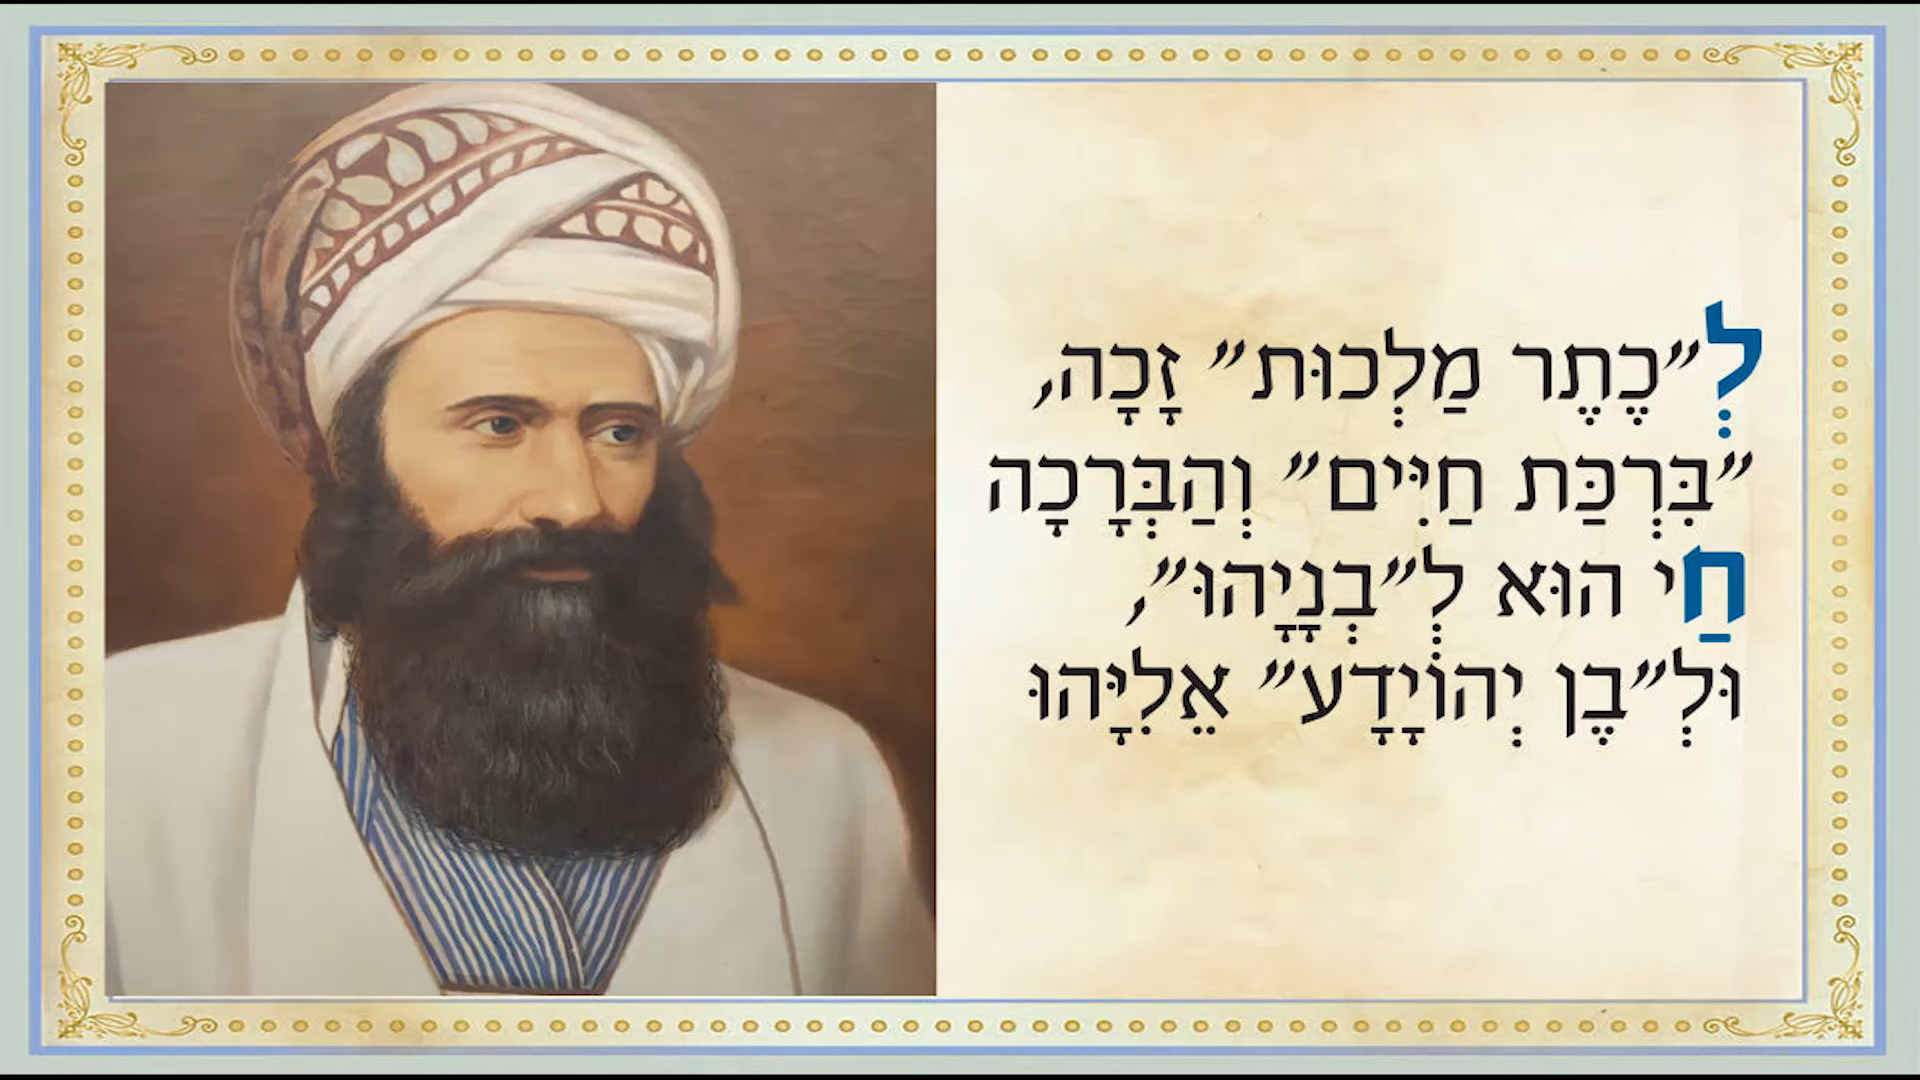 לְ״כֶתֶר מַלְכוּת״ זָכָה,
״בִּרְכַּת חַיִּים״ וְהַבְּרָכָה
חַי הוּא לְ״בְנָיָהוּ״,
וּלְ״בֶן יְהוֹיָדָע״ אֵלִיָּהוּ